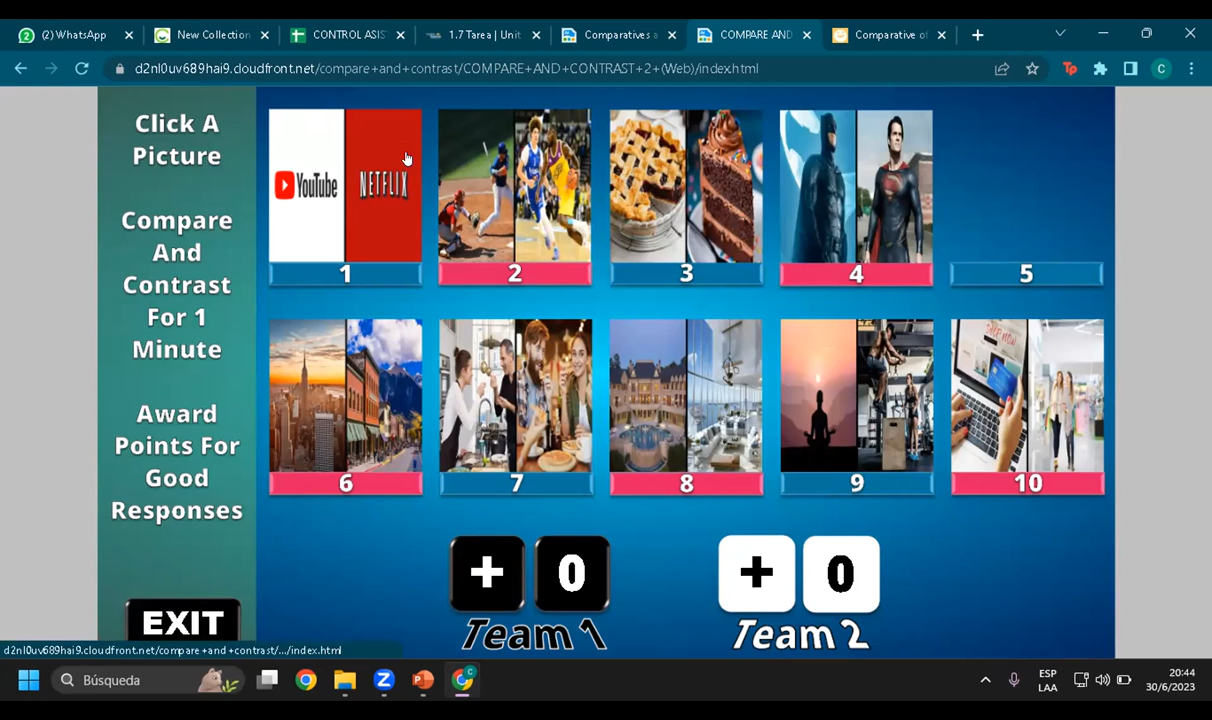 (2) WhatsApp
New Collection
CONTROL ASIS
1.7 Tarea | Unit
Comparatives a
COMPARE AND
Comparative of
d2nl0uv689hai9.cloudfront.net/compare+and+contrast/COMPARE+AND+CONTRAST+2+(Web)/index.html
Tp
C
Click A
Picture
Compare
And
Contrast
For 1
Minute
Award
Points For
Good
Responses
EXIT
YouTube
NETFLIX
1
2
3
4
5
SHOP NOW
6
7
8
9
10
+ 0
Team 1
+ 0
Team 2
d2nl0uv689hai9.cloudfront.net/compare+and+contrast/.../index.html
Búsqueda
ESP
LAA
20:44
30/6/2023